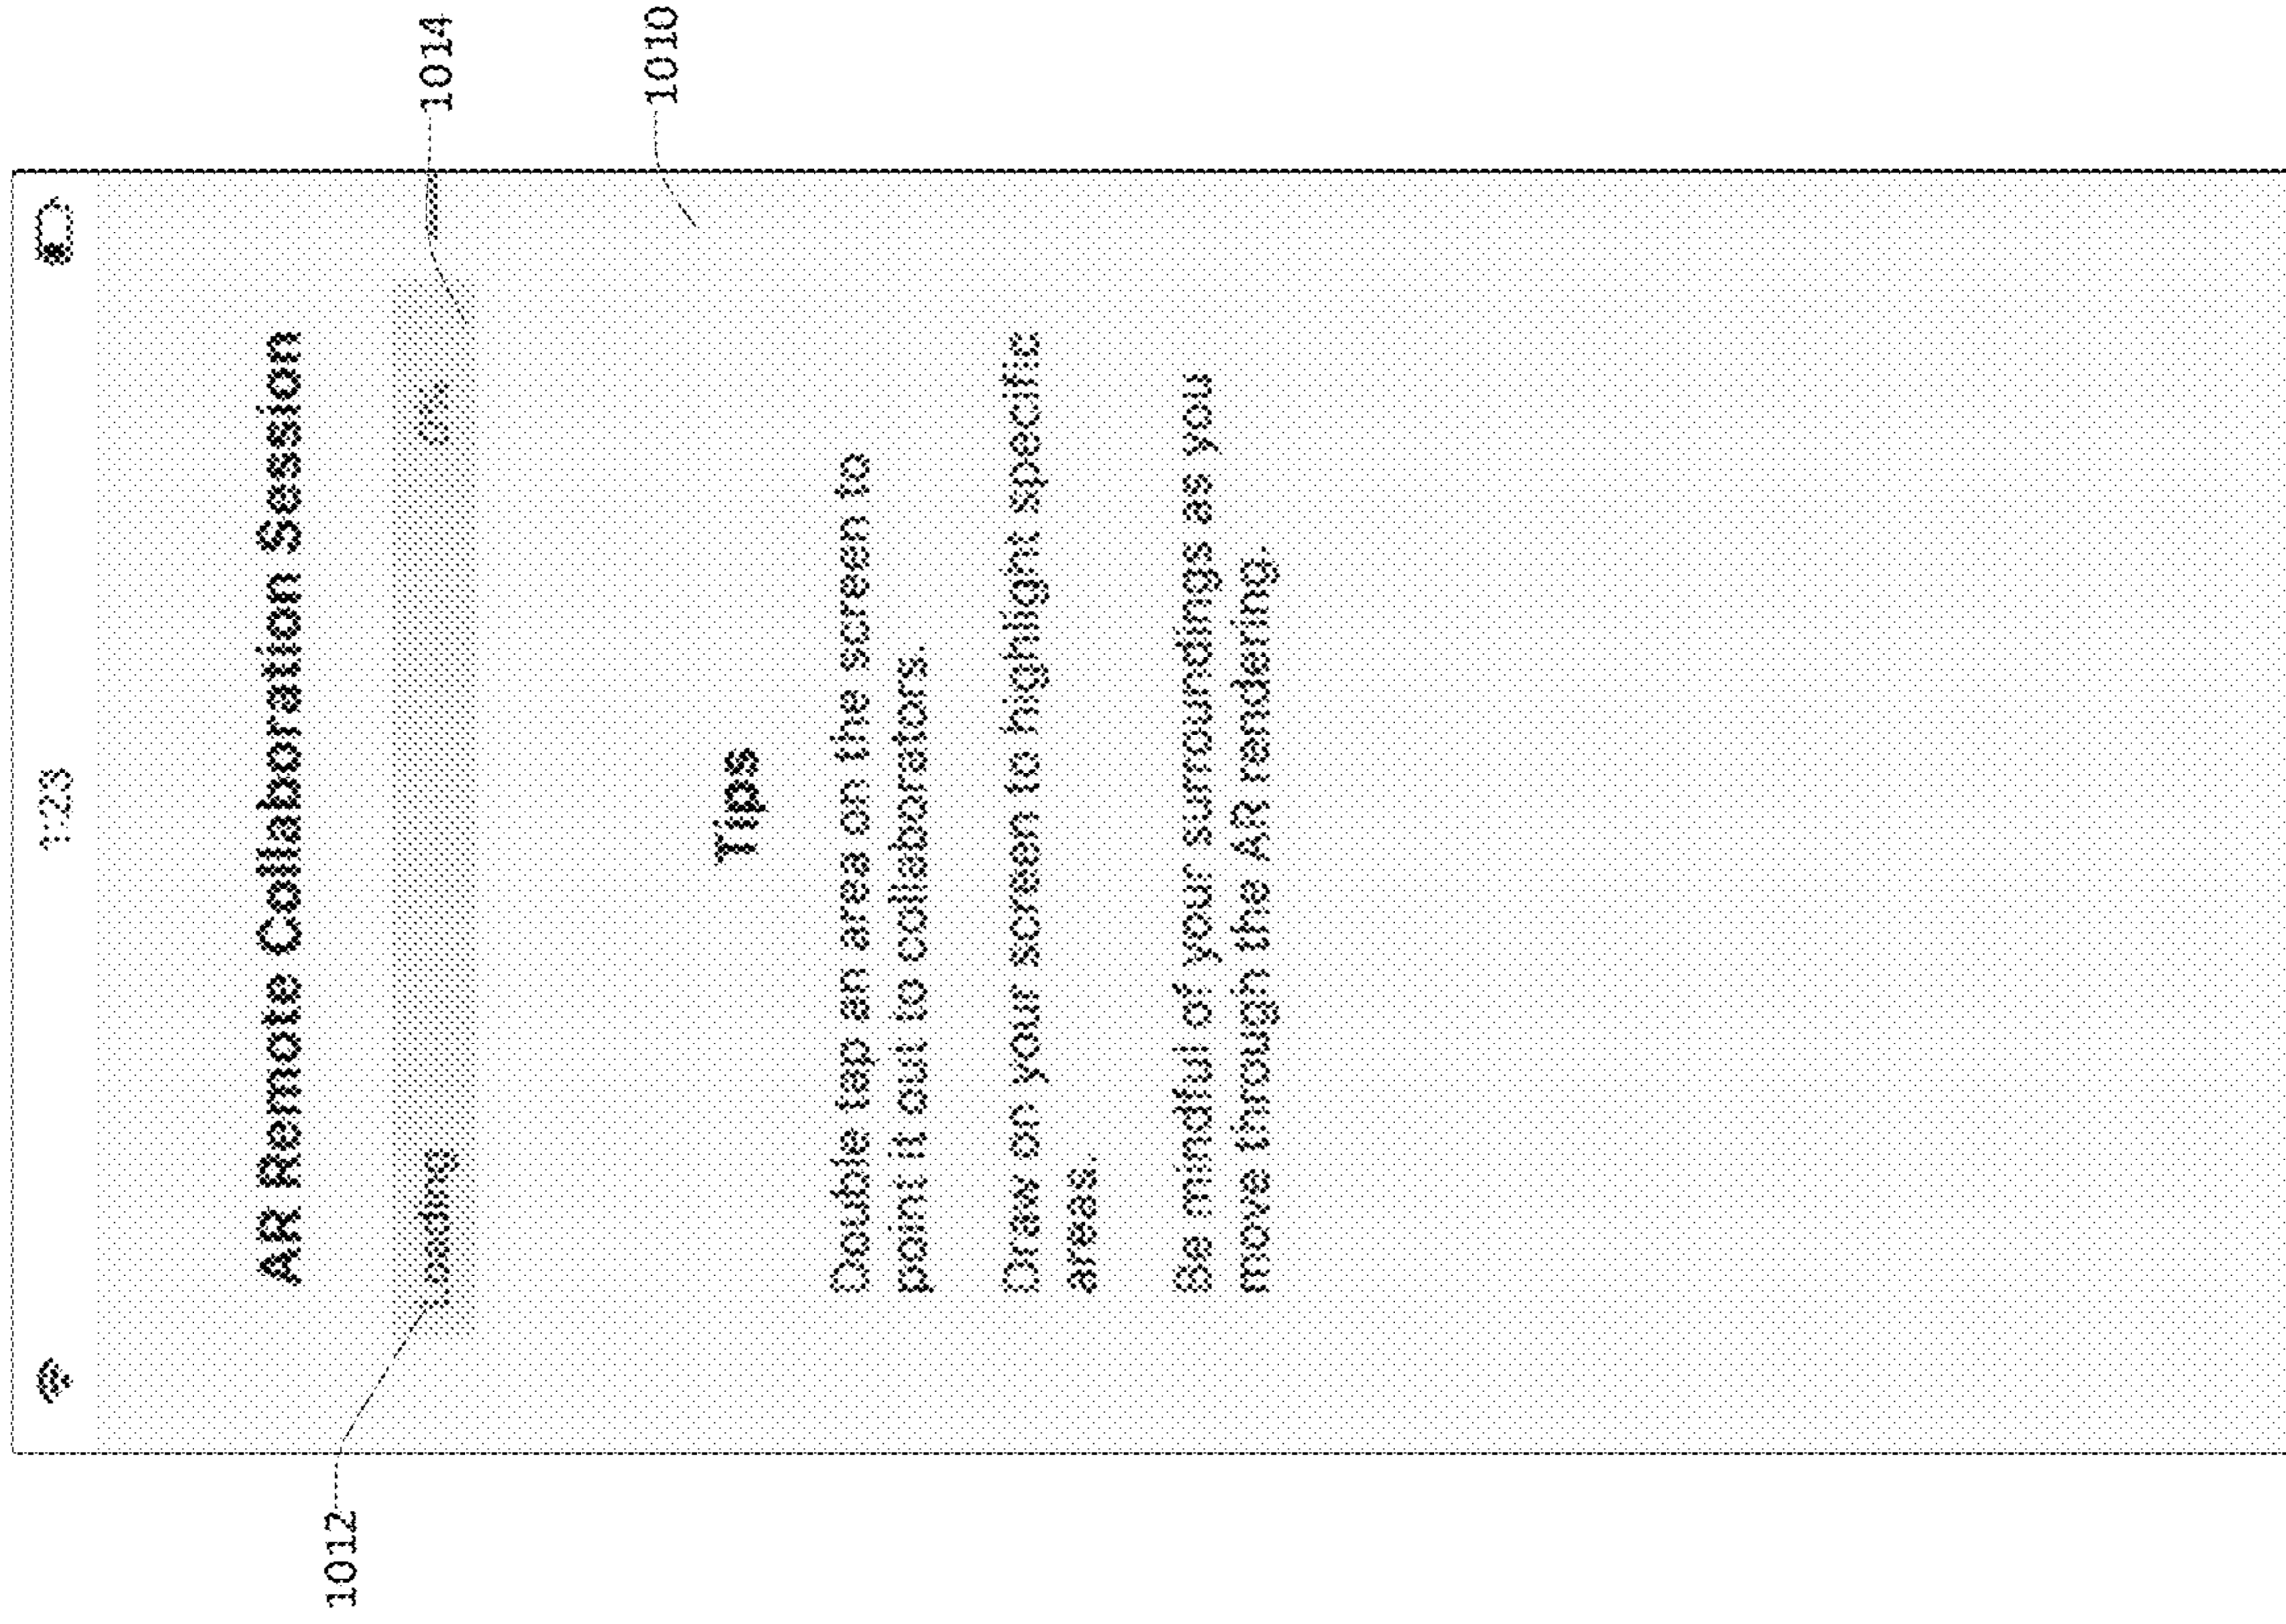 1:23
AR Remote Collaboration Session
1014
Loading 0%
1012
1010
Tips
Double tap an area on the screen to
point it out to collaborators.
Draw on your screen to highlight specific
areas.
Be mindful of your surroundings as you
move through the AR rendering.